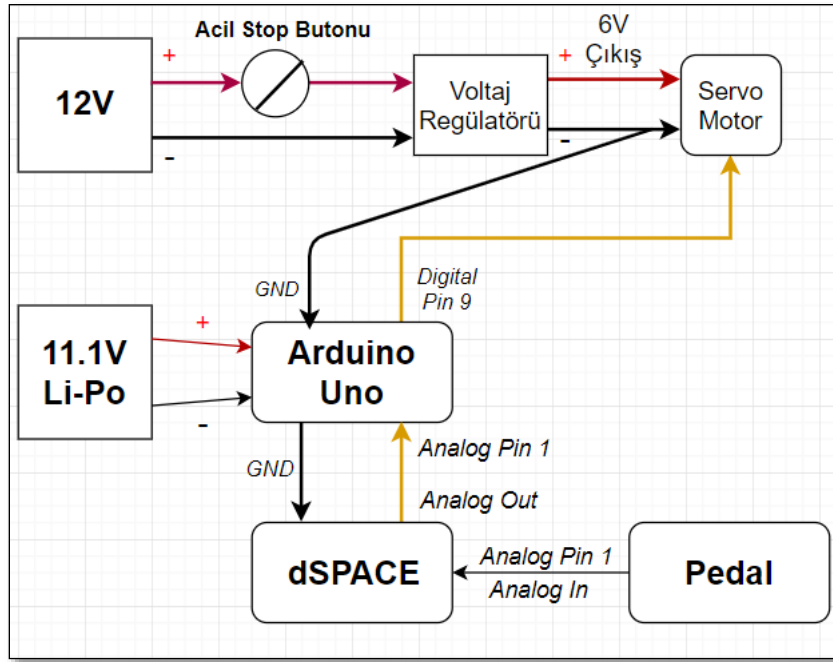 Acil Stop Butonu
12V
+
-
Voltaj
Regülatörü
+
-
6V
Çıkış
Servo
Motor
GND
Digital
Pin 9
11.1V
Li-Po
+
-
Arduino
Uno
GND
Analog Pin 1
Analog Out
dSPACE
Analog Pin 1
Analog In
Pedal